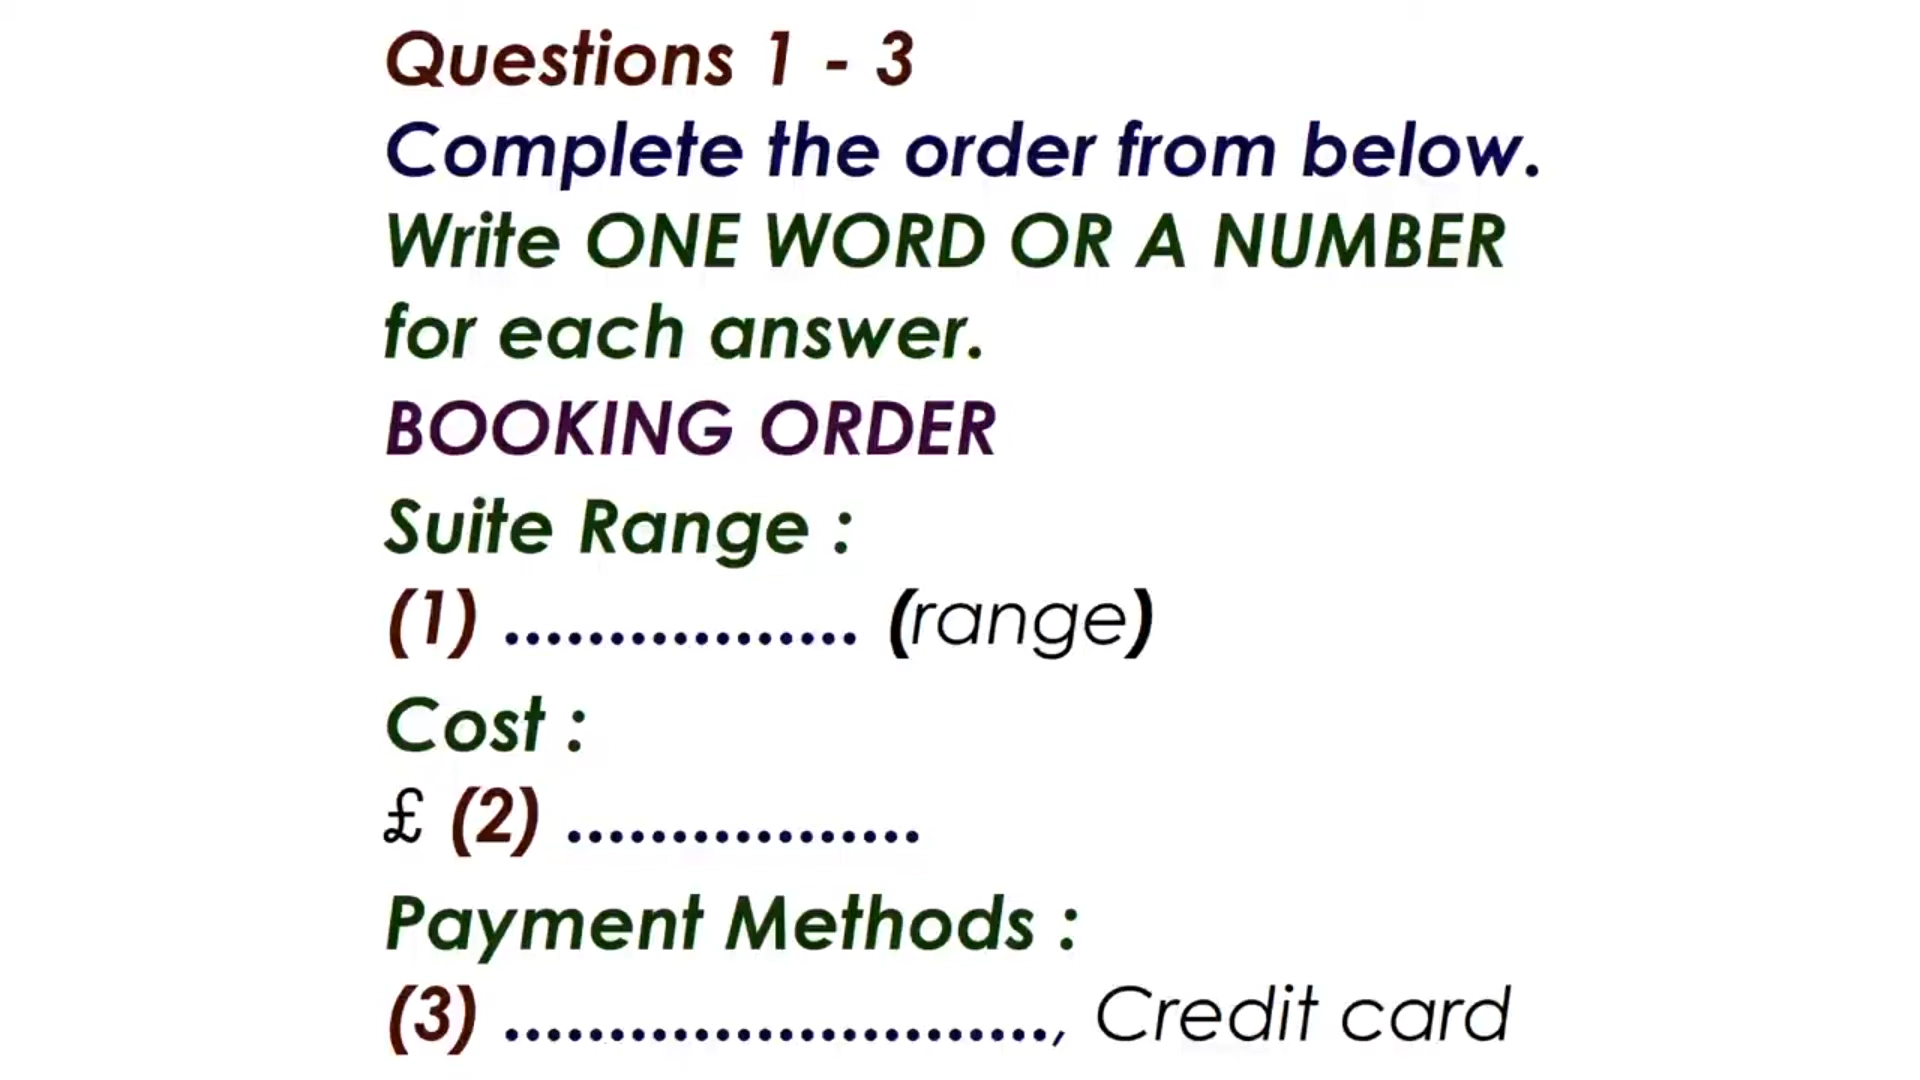 Questions 1 - 3
Complete the order from below.
Write ONE WORD OR A NUMBER
for each answer.
BOOKING ORDER
Suite Range :
(1) ................. (range)
Cost :
£ (2) .................
Payment Methods :
(3) .........................., Credit card